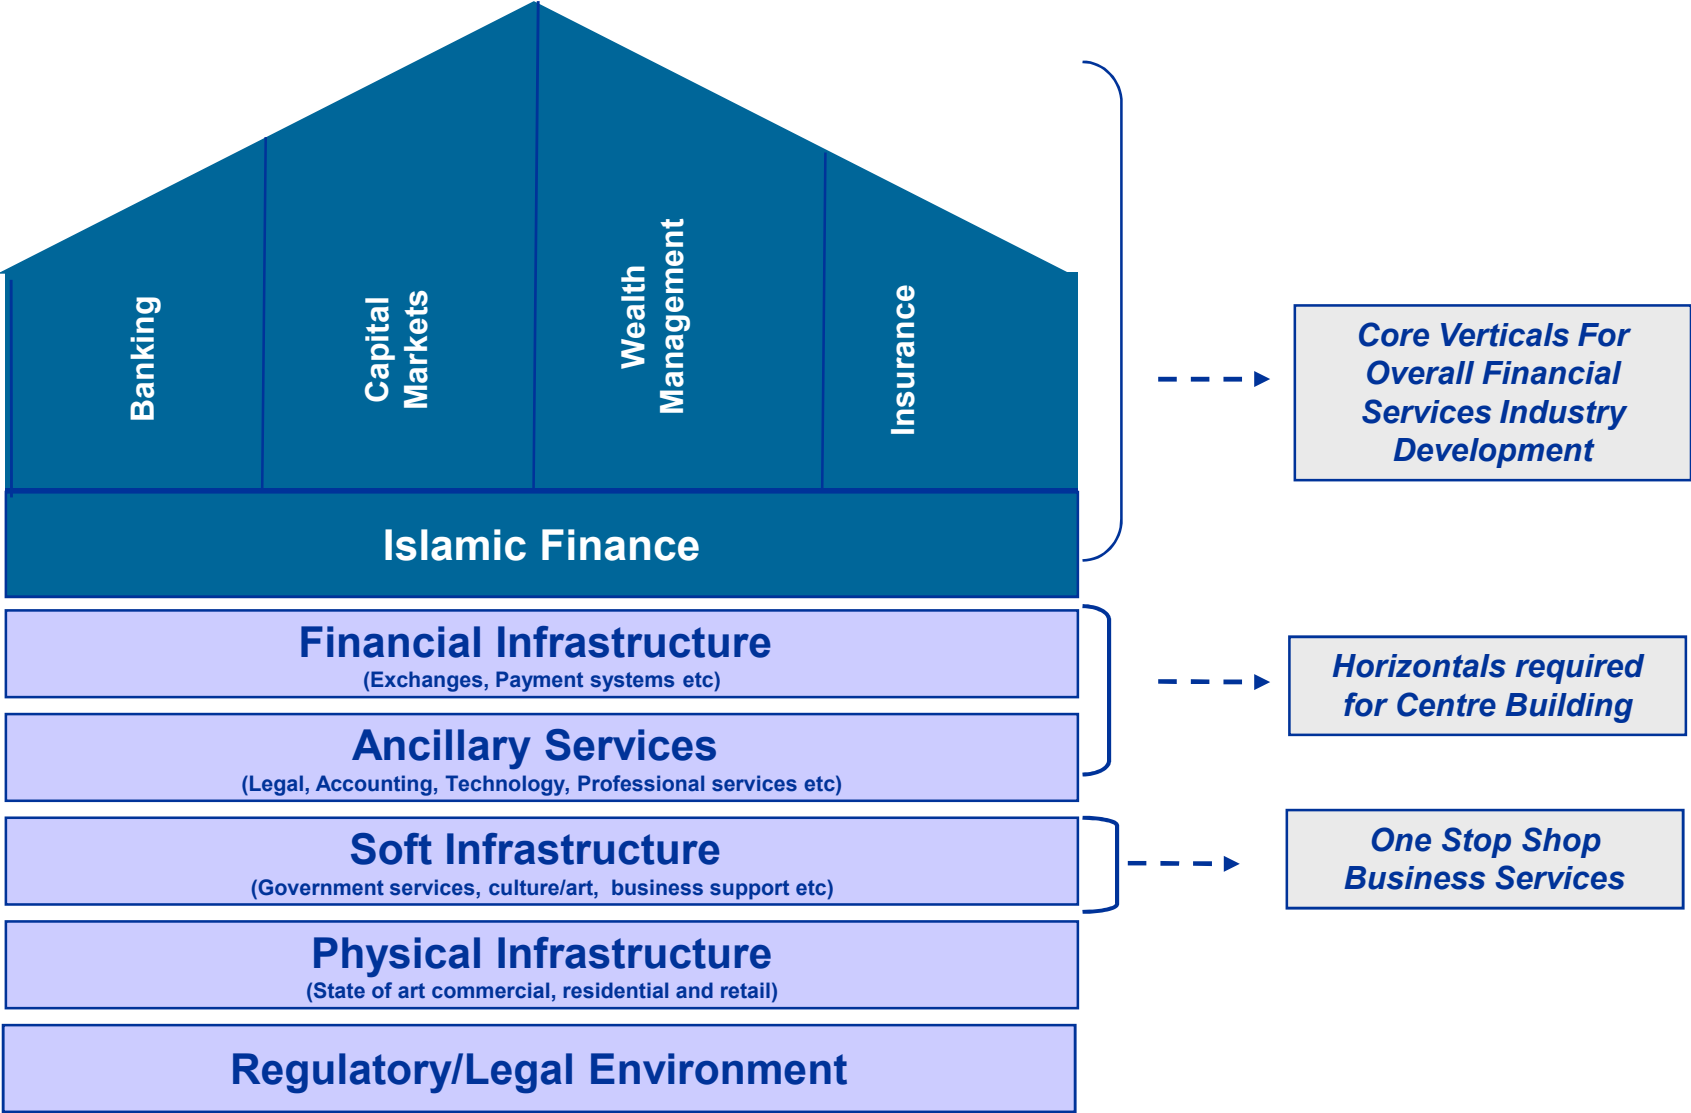 Banking
Capital
Markets
Wealth
Management
Insurance
Core Verticals For
Overall Financial
Services Industry
Development
Islamic Finance
Financial Infrastructure
(Exchanges, Payment systems etc)
Horizontals required
for Centre Building
Ancillary Services
(Legal, Accounting, Technology, Professional services etc)
Soft Infrastructure
(Government services, culture/art, business support etc)
One Stop Shop
Business Services
Physical Infrastructure
(State of art commercial, residential and retail)
Regulatory/Legal Environment